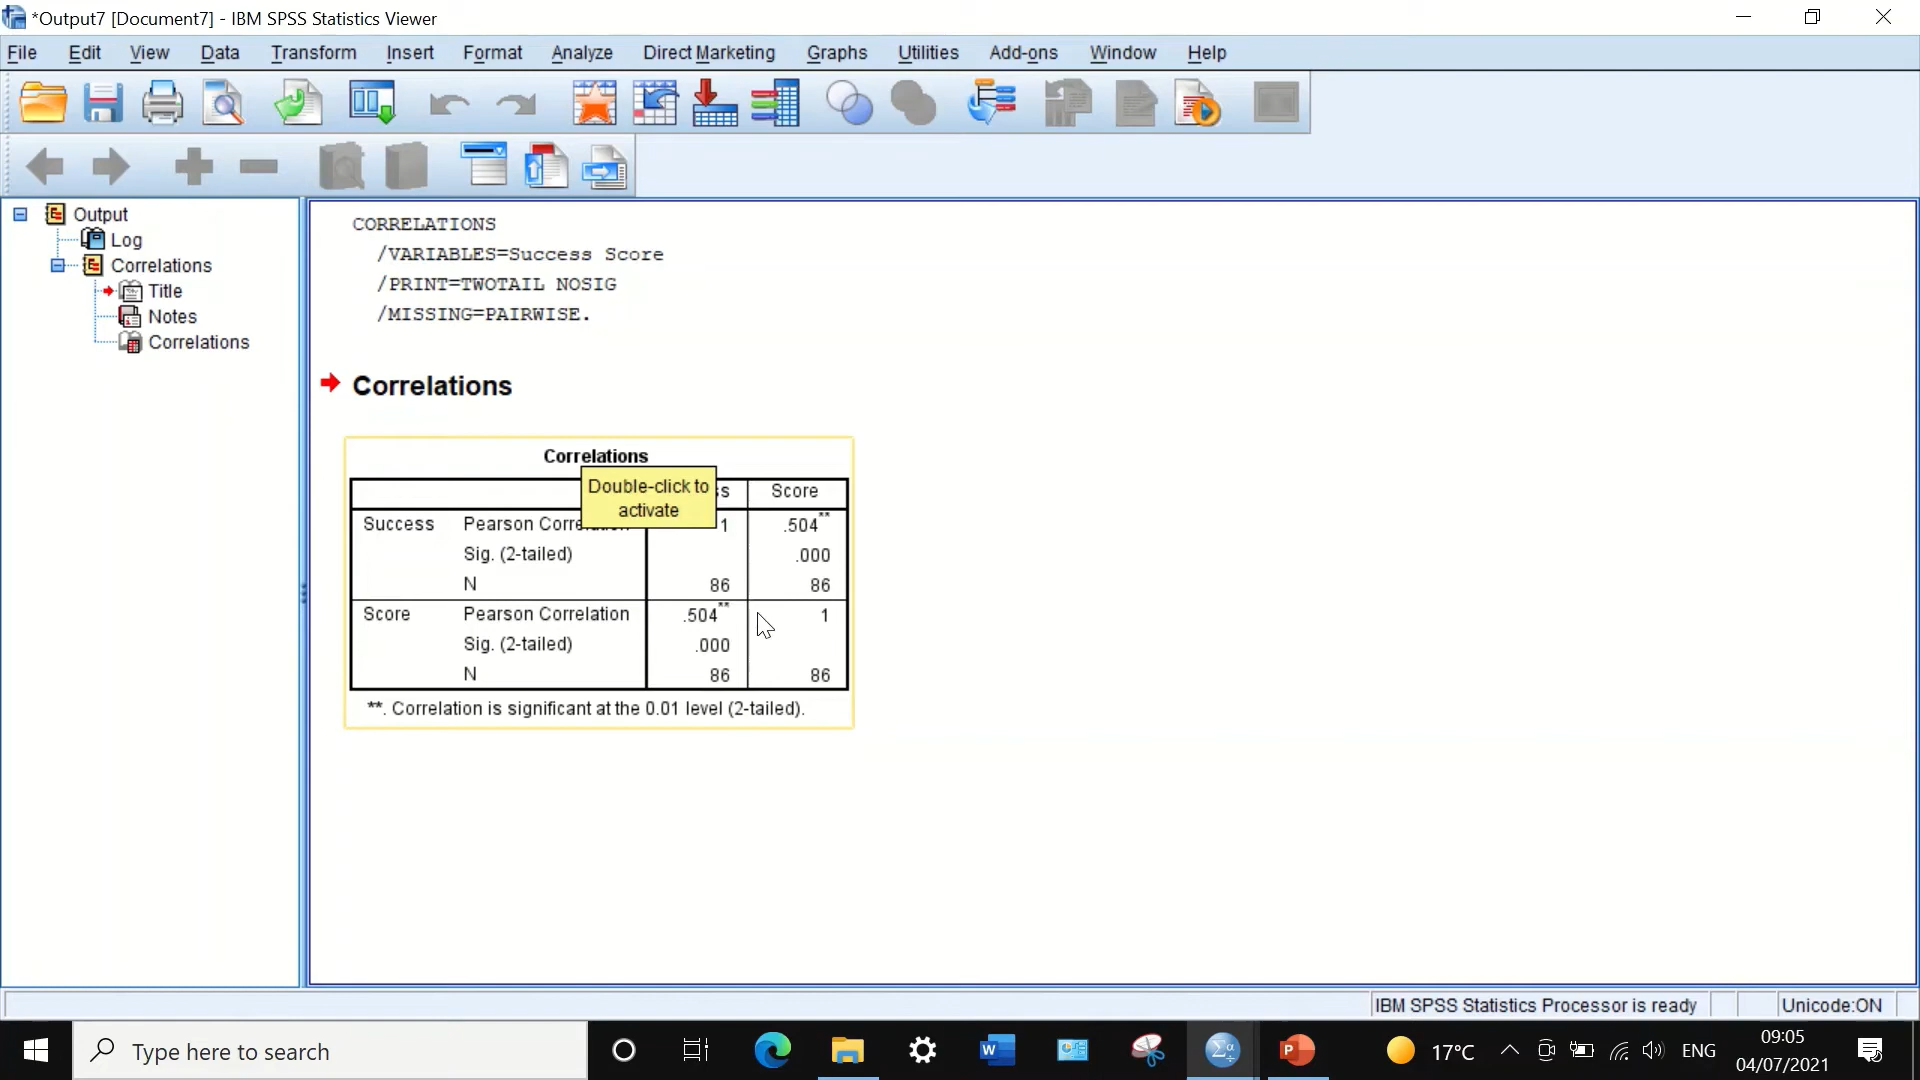 *Output7 [Document7] - IBM SPSS Statistics Viewer
File Edit View Data Transform Insert Format Analyze Direct Marketing Graphs Utilities Add-ons Window Help
Output
Log
Correlations
Title
Notes
Correlations
CORRELATIONS
/VARIABLES=Success Score
/PRINT=TWOTAIL NOSIG
/MISSING=PAIRWISE.
Correlations
Correlations
Double-click to
activate
Score
Success Pearson 1 .504**
Sig. (2-tailed) .000
N 86 86
Score Pearson Correlation .504** 1
Sig. (2-tailed) .000
N 86 86
**. Correlation is significant at the 0.01 level (2-tailed).
IBM SPSS Statistics Processor is ready Unicode:ON
Type here to search
17°C ENG
09:05
04/07/2021